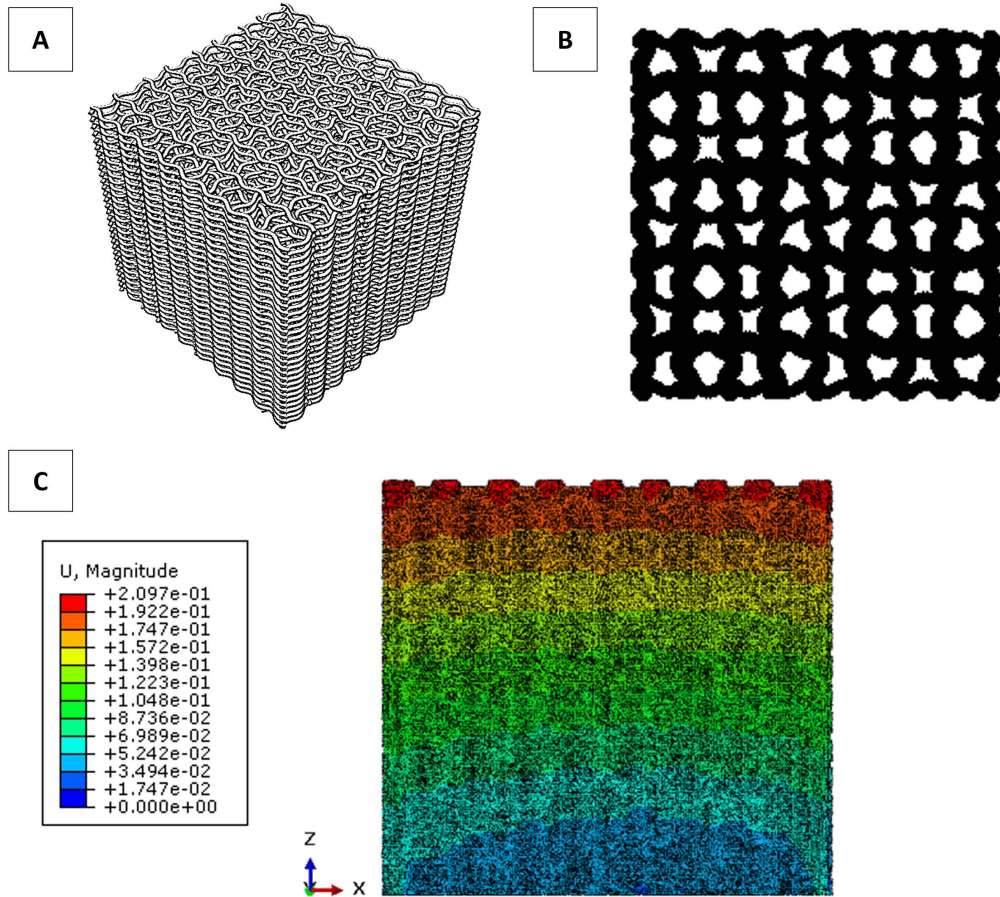 A
B
C
U, Magnitude
+2.097e-01
+1.922e-01
+1.747e-01
+1.572e-01
+1.398e-01
+1.223e-01
+1.048e-01
+8.736e-02
+6.989e-02
+5.242e-02
+3.494e-02
+1.747e-02
+0.000e+00
Z
Y
X